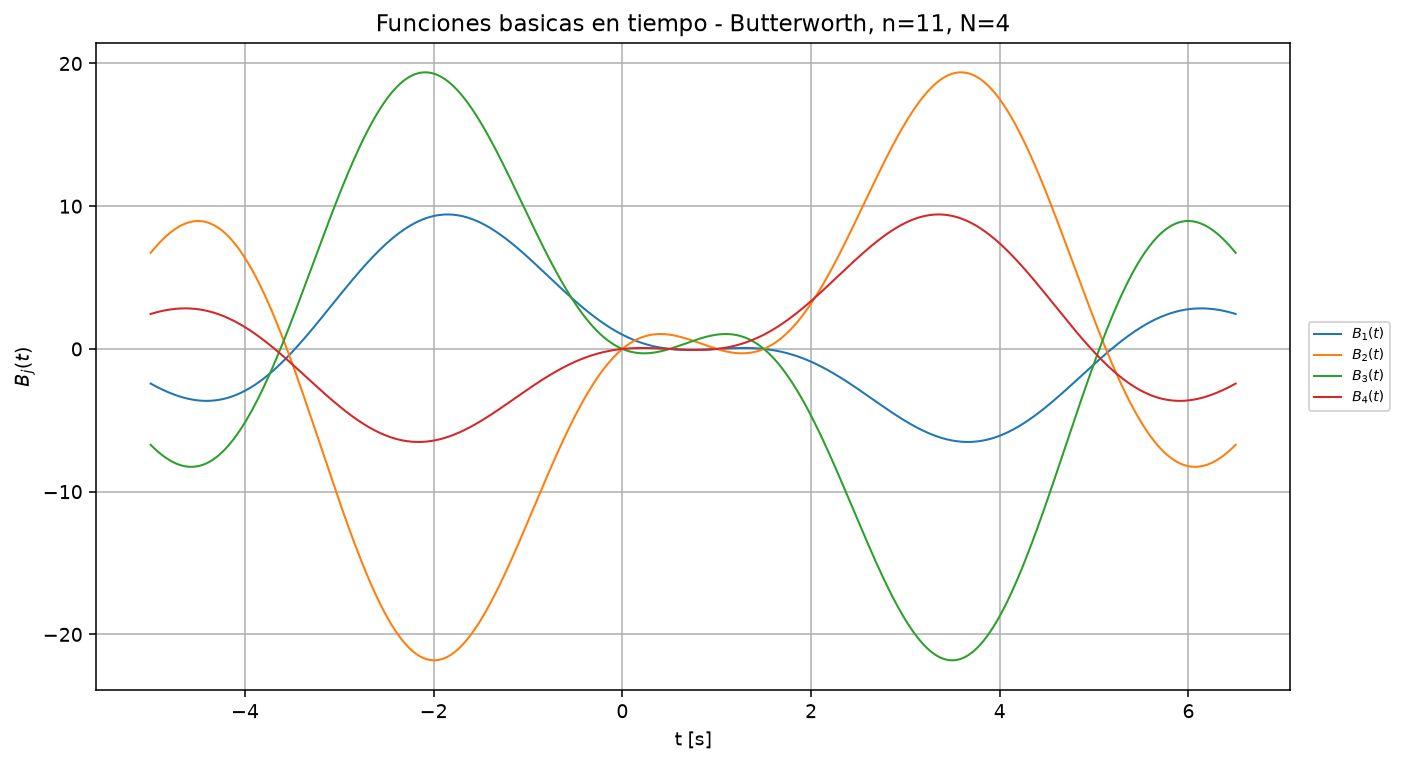 Funciones basicas en tiempo - Butterworth, n=11, N=4
20
10
0
−10
−20
B_j(t)
−4
−2
0
2
4
6
t [s]
B_1(t)
B_2(t)
B_3(t)
B_4(t)